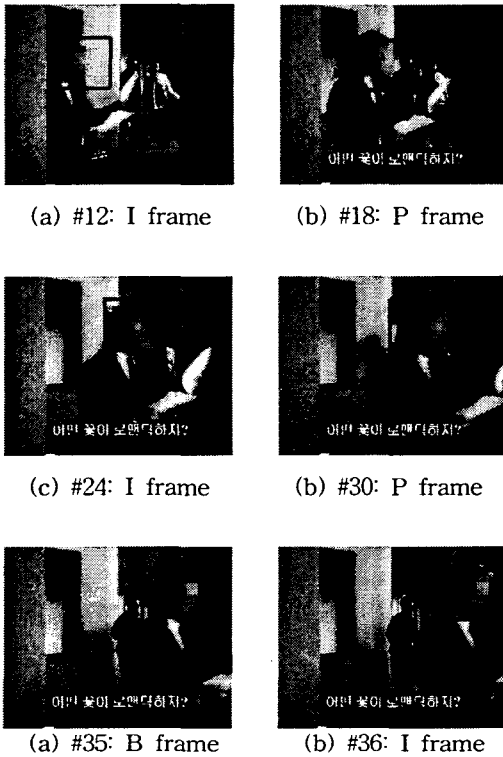 (a) #12: I frame
(b) #18: P frame
어떤 꽃이 로맨틱하지?
(c) #24: I frame
(b) #30: P frame
어떤 꽃이 로맨틱하지?
어떤 꽃이 로맨틱하지?
(a) #35: B frame
(b) #36: I frame
어떤 꽃이 로맨틱하지?
어떤 꽃이 로맨틱하지?